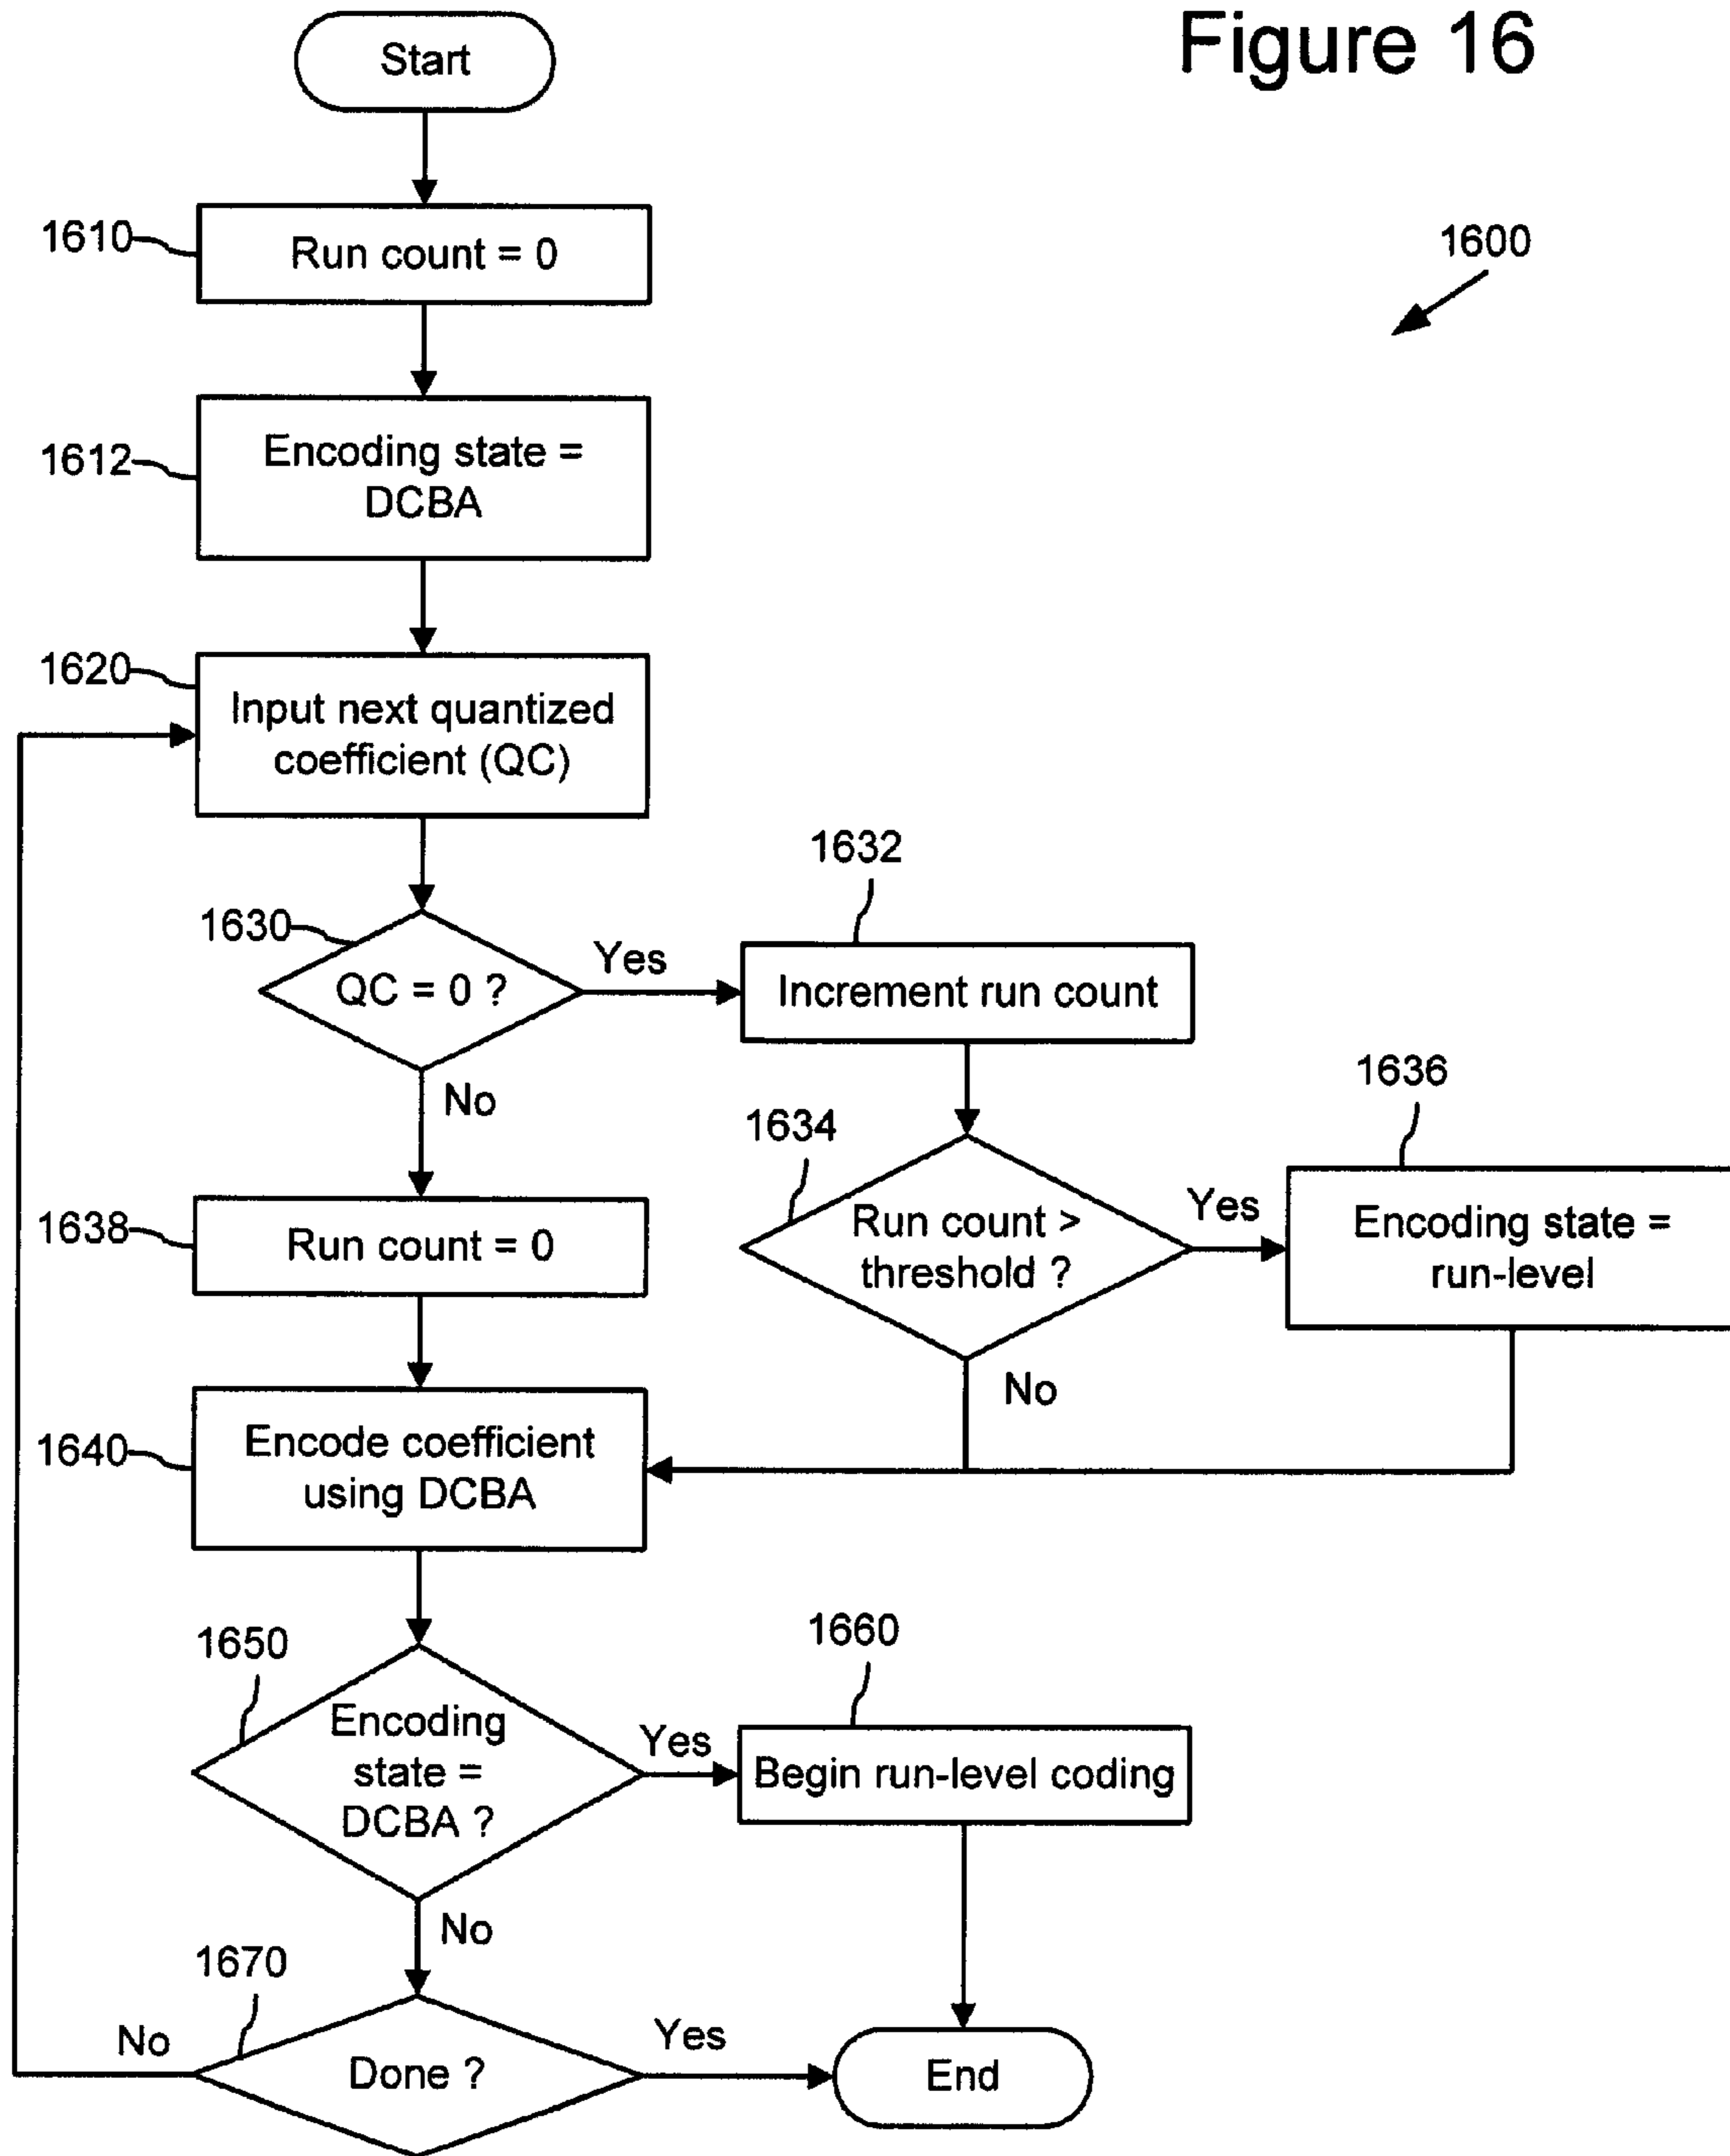 Figure 16
Start
1600
1610
Run count = 0
1612
Encoding state =
DCBA
1620
Input next quantized
coefficient (QC)
1630
QC = 0 ?
Yes
No
1632
Increment run count
1634
Run count >
threshold ?
Yes
No
1636
Encoding state =
run-level
1638
Run count = 0
1640
Encode coefficient
using DCBA
1650
Encoding
state =
DCBA ?
Yes
No
1660
Begin run-level coding
1670
Done ?
No
Yes
End